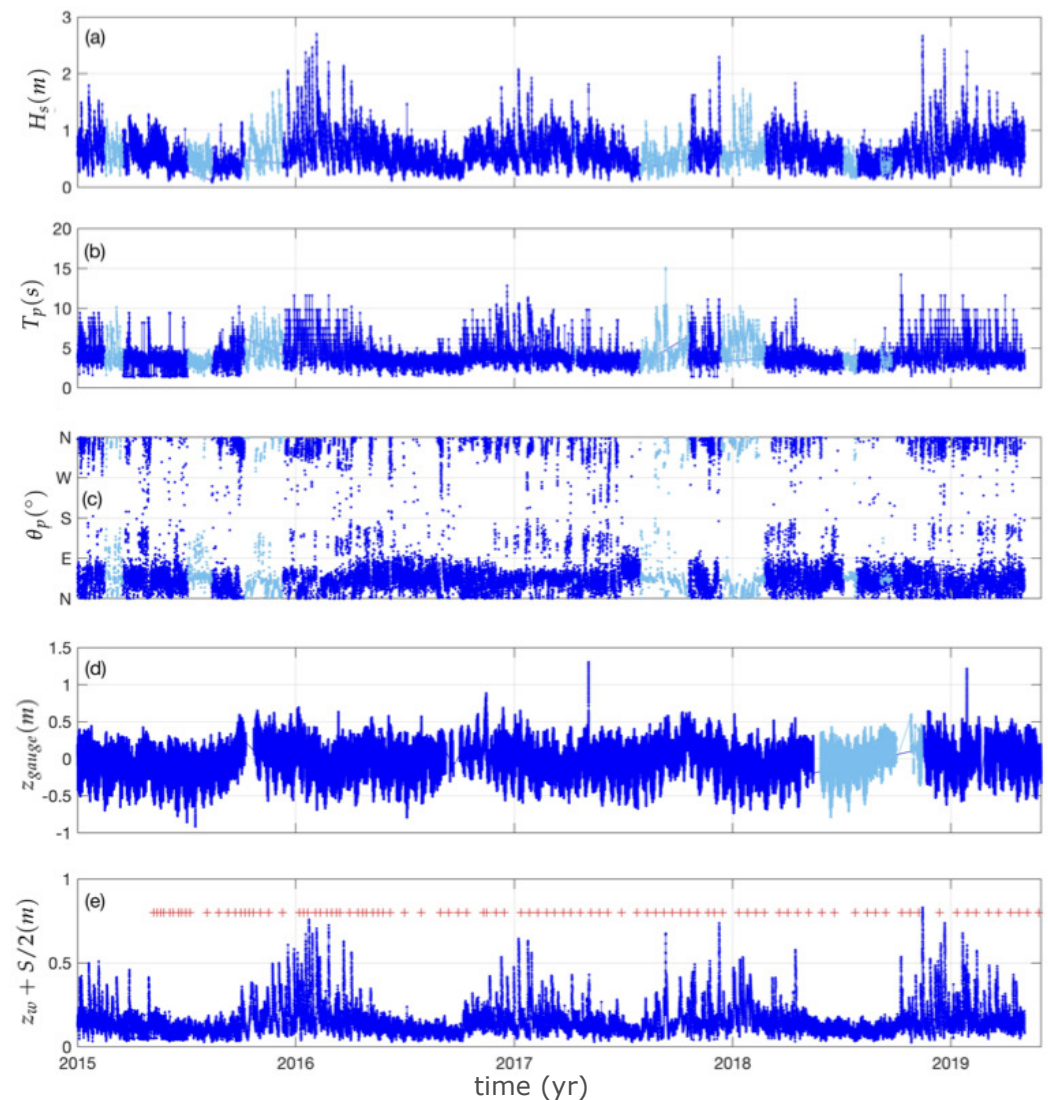 3
(a)
2
H_s(m)
1
0
20
(b)
15
T_p(s)
10
5
0
N
W
(c)
θ_p(°)
S
E
N
1.5
(d)
1
z_gauge(m)
0.5
0
-0.5
-1
1
(e)
z_w + S/2(m)
0.5
0
2015 2016 2017 2018 2019
time (yr)